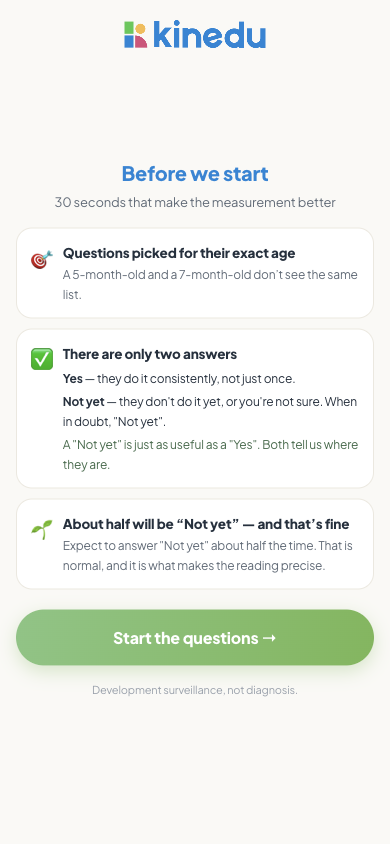 kinedu
Before we start
30 seconds that make the measurement better
Questions picked for their exact age
A 5-month-old and a 7-month-old don't see the same
list.
There are only two answers
Yes — they do it consistently, not just once.
Not yet — they don't do it yet, or you're not sure. When
in doubt, "Not yet".
A "Not yet" is just as useful as a "Yes". Both tell us where
they are.
About half will be “Not yet” — and that’s fine
Expect to answer "Not yet" about half the time. That is
normal, and it is what makes the reading precise.
Start the questions →
Development surveillance, not diagnosis.